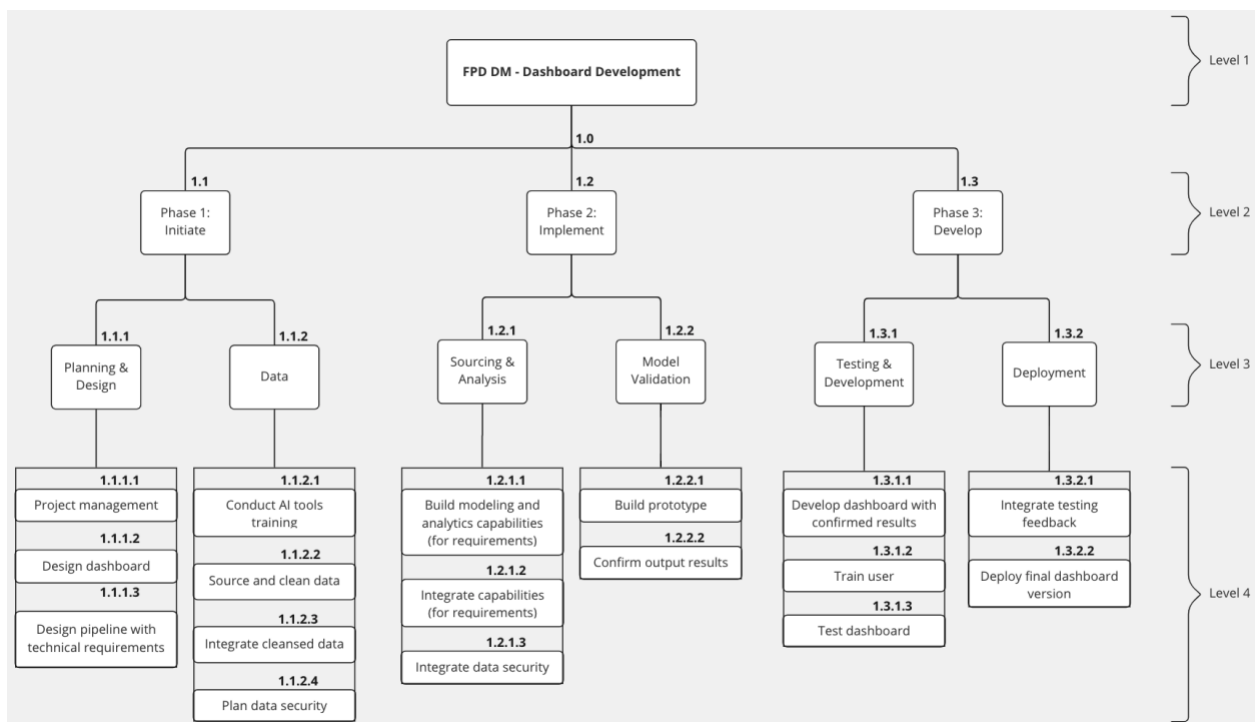 FPD DM - Dashboard Development
Level 1
1.0
1.1
1.2
1.3
Phase 1:
Initiate
Phase 2:
Implement
Phase 3:
Develop
Level 2
1.1.1
1.1.2
1.2.1
1.2.2
1.3.1
1.3.2
Planning &
Design
Data
Sourcing &
Analysis
Model
Validation
Testing &
Development
Deployment
Level 3
1.1.1.1
Project management
1.1.1.2
Design dashboard
1.1.1.3
Design pipeline with
technical requirements
1.1.2.1
Conduct AI tools
training
1.1.2.2
Source and clean data
1.1.2.3
Integrate cleansed data
1.1.2.4
Plan data security
1.2.1.1
Build modeling and
analytics capabilities
(for requirements)
1.2.1.2
Integrate capabilities
(for requirements)
1.2.1.3
Integrate data security
1.2.2.1
Build prototype
1.2.2.2
Confirm output results
1.3.1.1
Develop dashboard with
confirmed results
1.3.1.2
Train user
1.3.1.3
Test dashboard
1.3.2.1
Integrate testing
feedback
1.3.2.2
Deploy final dashboard
version
Level 4